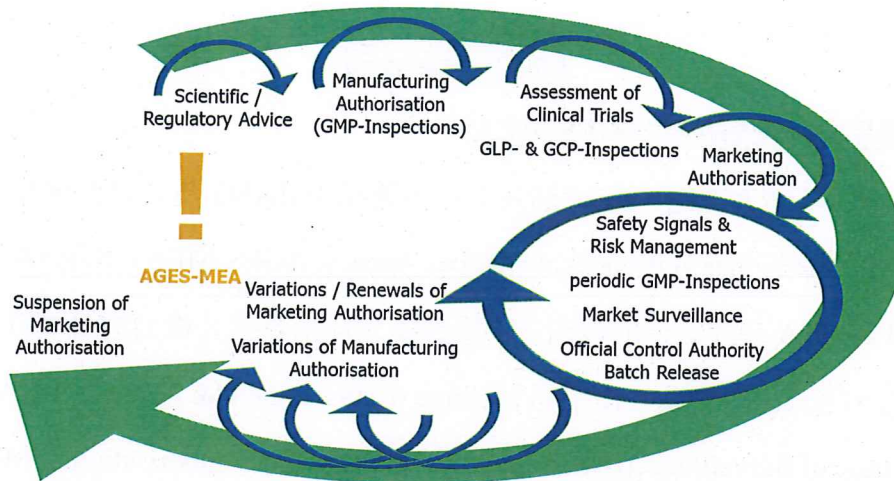 Scientific /
Regulatory Advice
Manufacturing
Authorisation
(GMP-Inspections)
Assessment of
Clinical Trials
GLP- & GCP-Inspections
Marketing
Authorisation
Safety Signals &
Risk Management
periodic GMP-Inspections
Market Surveillance
Official Control Authority
Batch Release
!
AGES-MEA
Variations / Renewals of
Marketing Authorisation
Variations of Manufacturing
Authorisation
Suspension of
Marketing
Authorisation